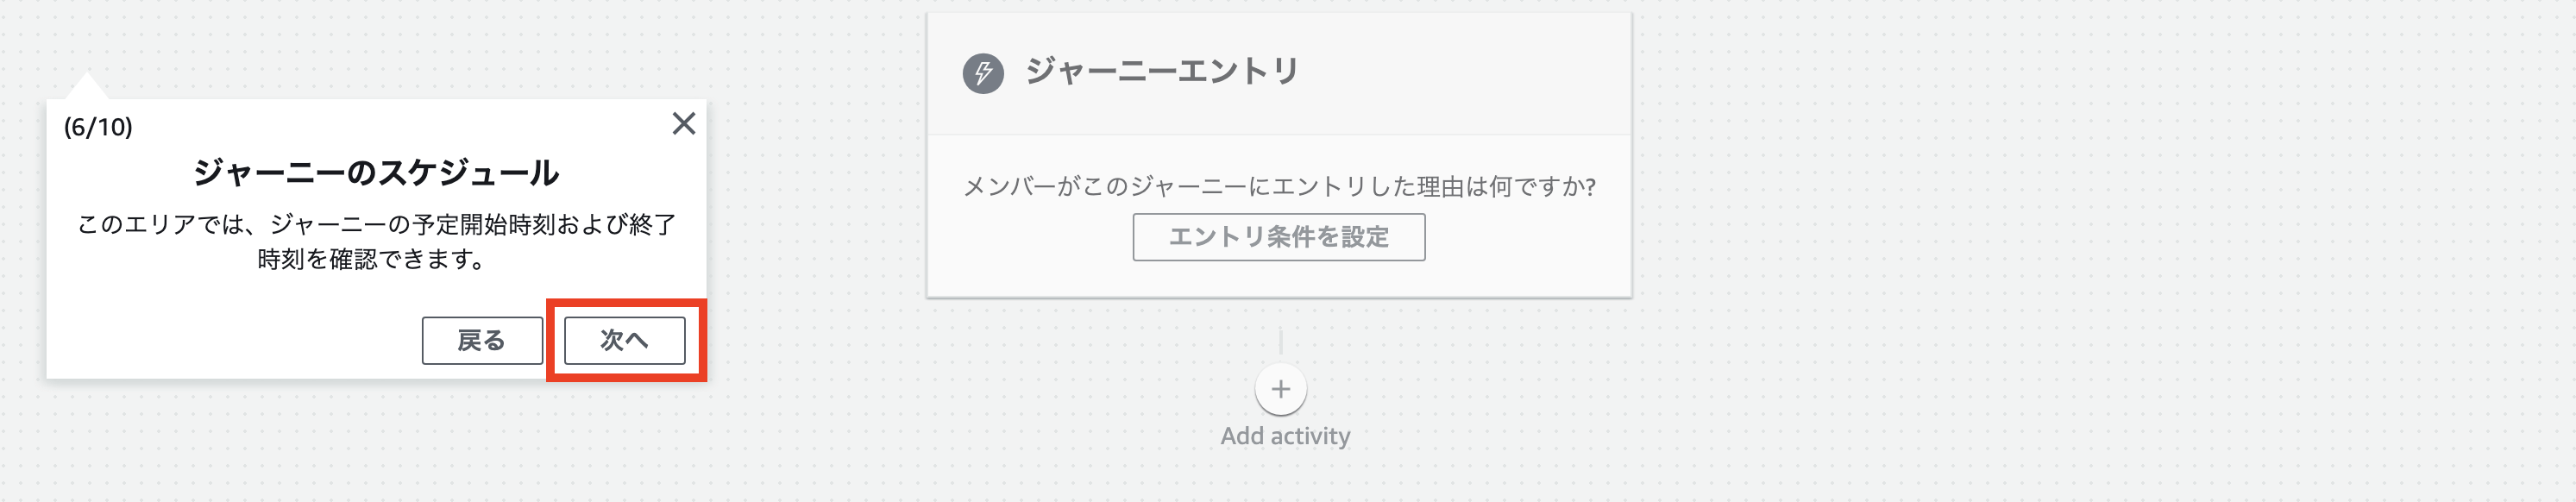 (6/10)
ジャーニーのスケジュール
このエリアでは、ジャーニーの予定開始時刻および終了
時刻を確認できます。
戻る
次へ
ジャーニーエントリ
メンバーがこのジャーニーにエントリした理由は何ですか?
エントリ条件を設定
Add activity